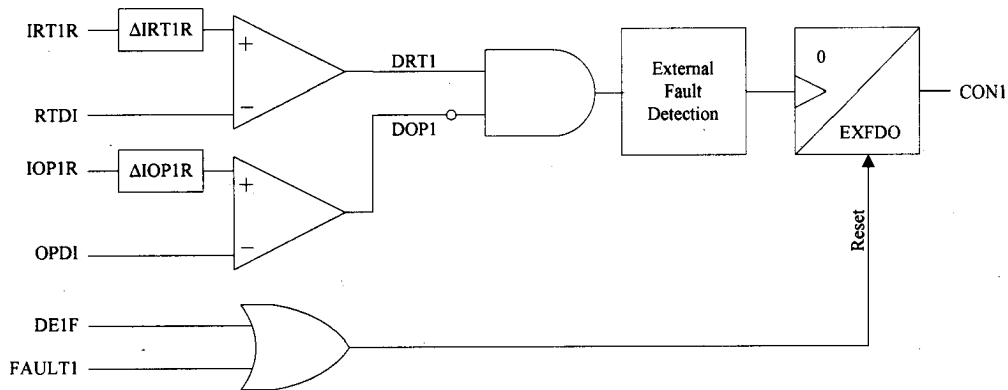 IRT1R
ΔIRT1R
+
RTDI
−
DRT1
DOP1
IOP1R
ΔIOP1R
+
OPDI
−
External
Fault
Detection
0
EXFDO
CON1
Reset
DE1F
FAULT1